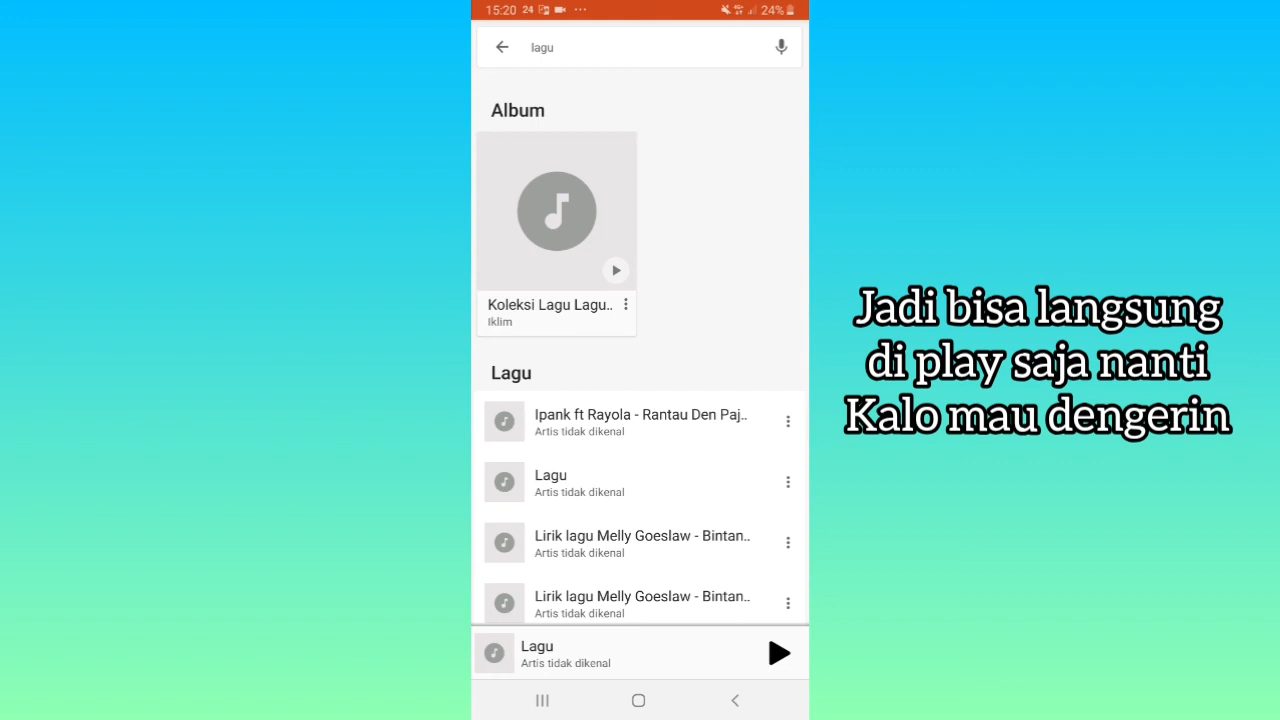 15:20 24 24%
lagu
Album
Koleksi Lagu Lagu..
Iklim
Lagu
Ipank ft Rayola - Rantau Den Paj..
Artis tidak dikenal
Lagu
Artis tidak dikenal
Lirik lagu Melly Goeslaw - Bintan..
Artis tidak dikenal
Lirik lagu Melly Goeslaw - Bintan..
Artis tidak dikenal
Lagu
Artis tidak dikenal
Jadi bisa langsung
di play saja nanti
Kalo mau dengerin